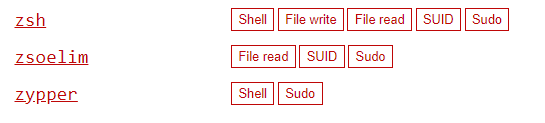 zsh Shell File write File read SUID Sudo
zsoelim File read SUID Sudo
zypper Shell Sudo